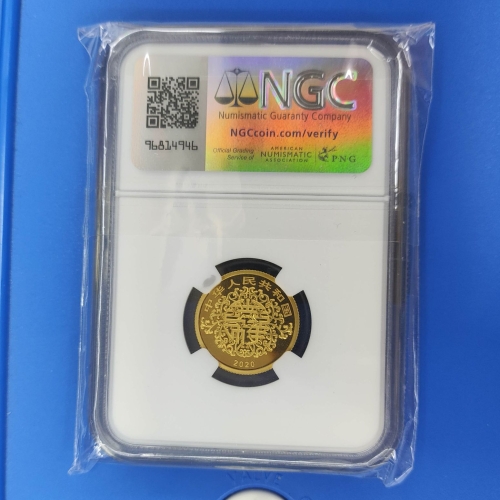 NGC
Numismatic Guaranty Company
NGCcoin.com/verify
96814946
Official Grading
Service of
AMERICAN
NUMISMATIC
ASSOCIATION
PNG
中华人民共和国
2020